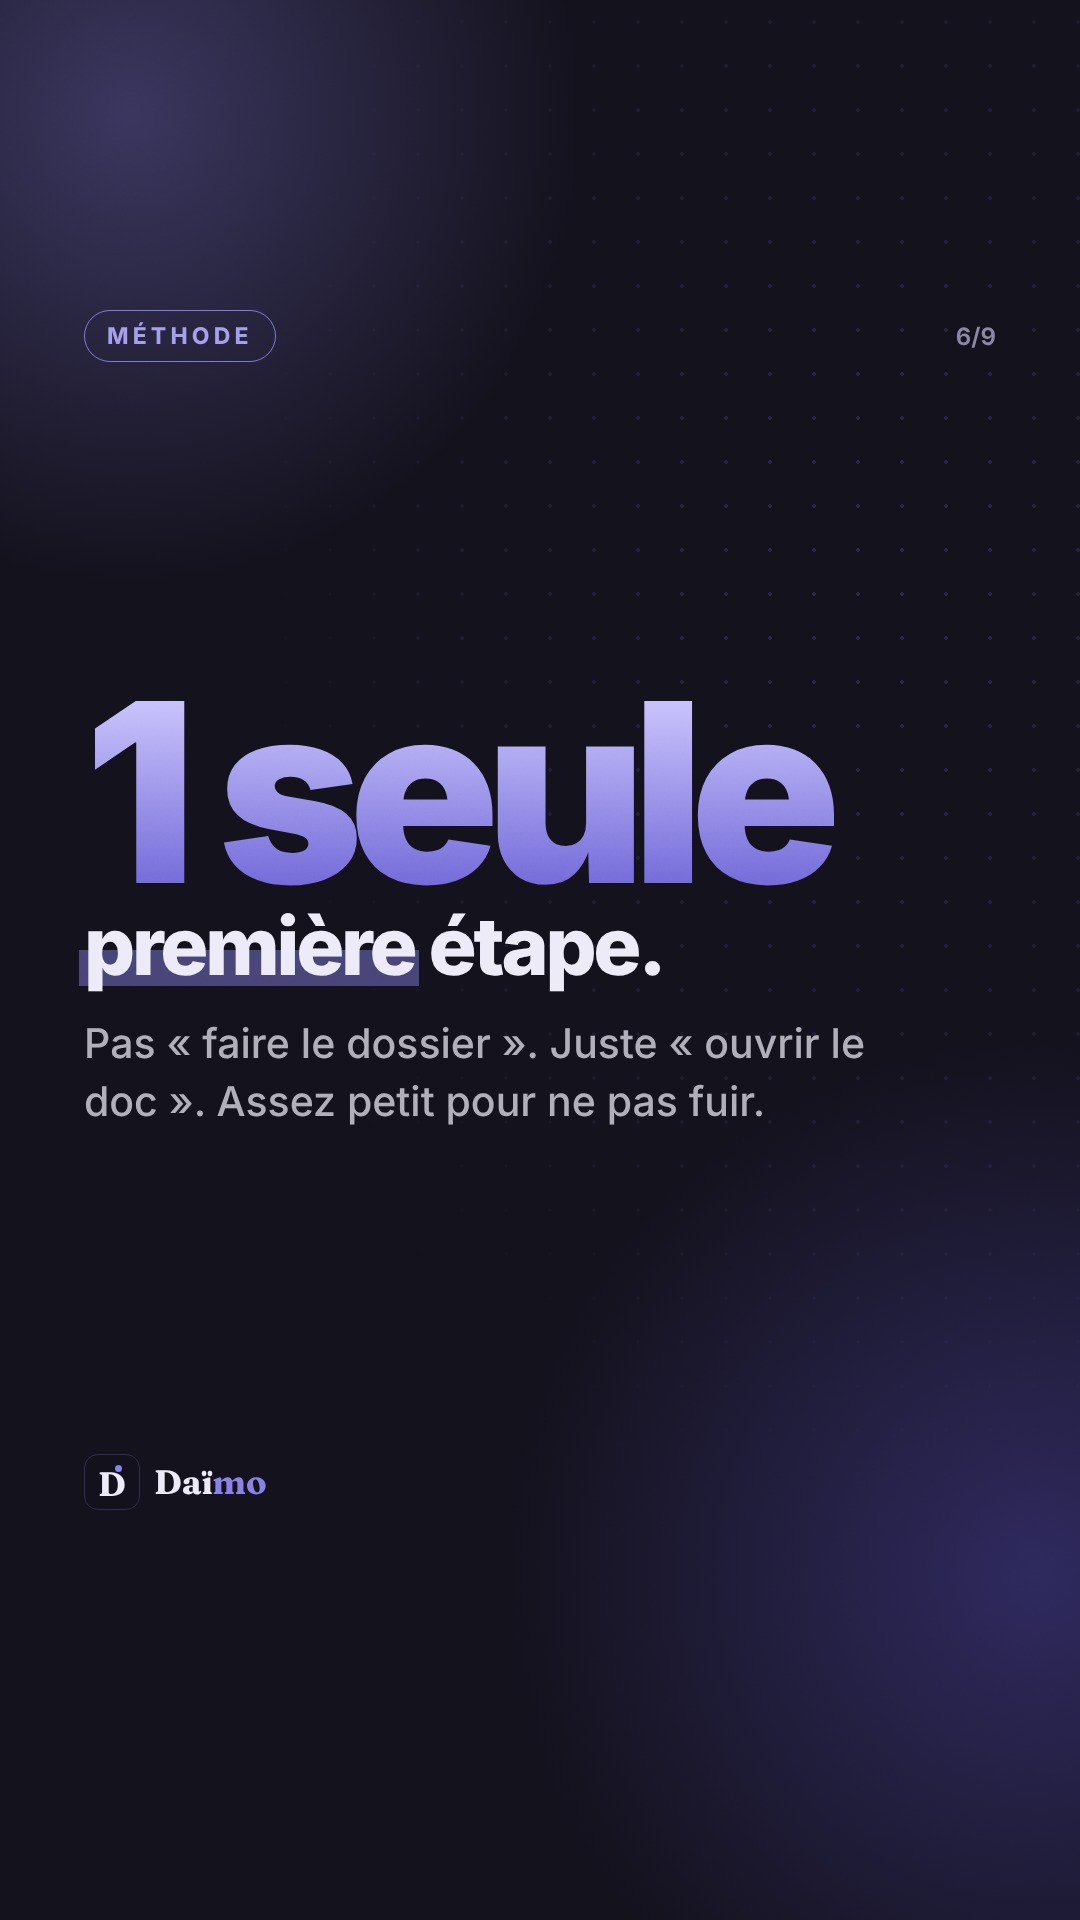 MÉTHODE
6/9
1 seule
première étape.
Pas « faire le dossier ». Juste « ouvrir le
doc ». Assez petit pour ne pas fuir.
D Daïmo